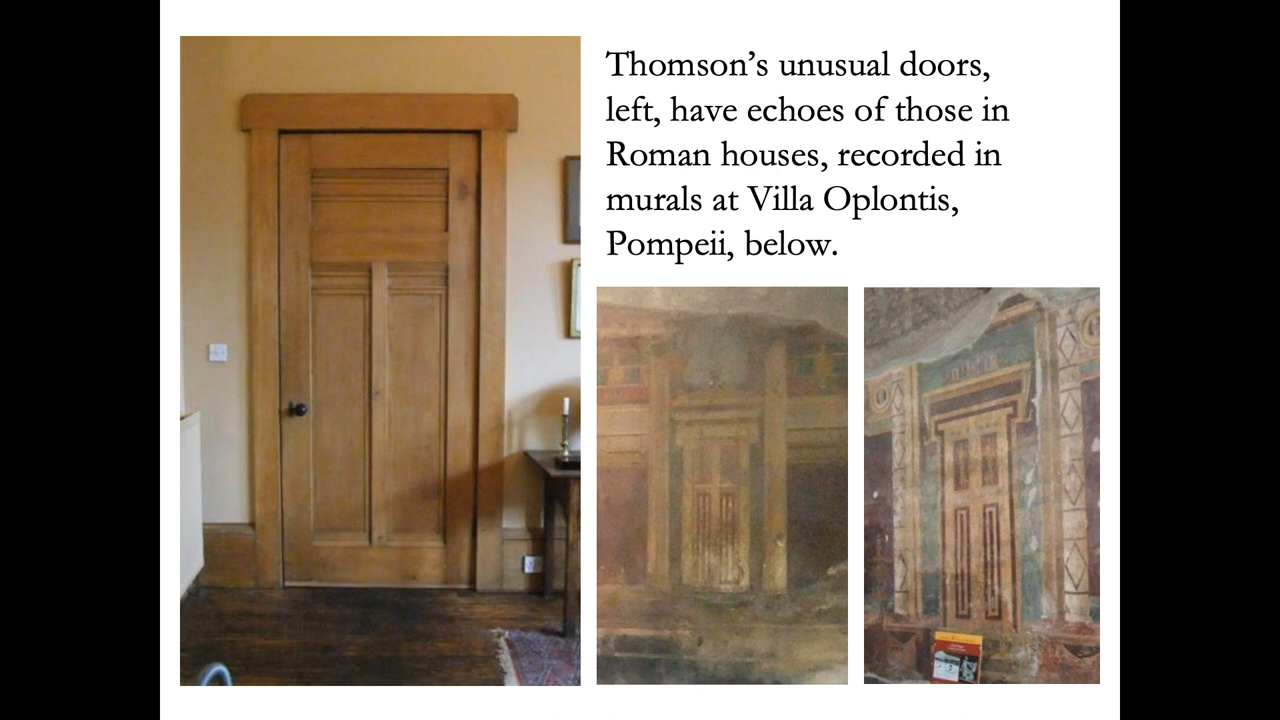 Thomson’s unusual doors,
left, have echoes of those in
Roman houses, recorded in
murals at Villa Oplontis,
Pompeii, below.